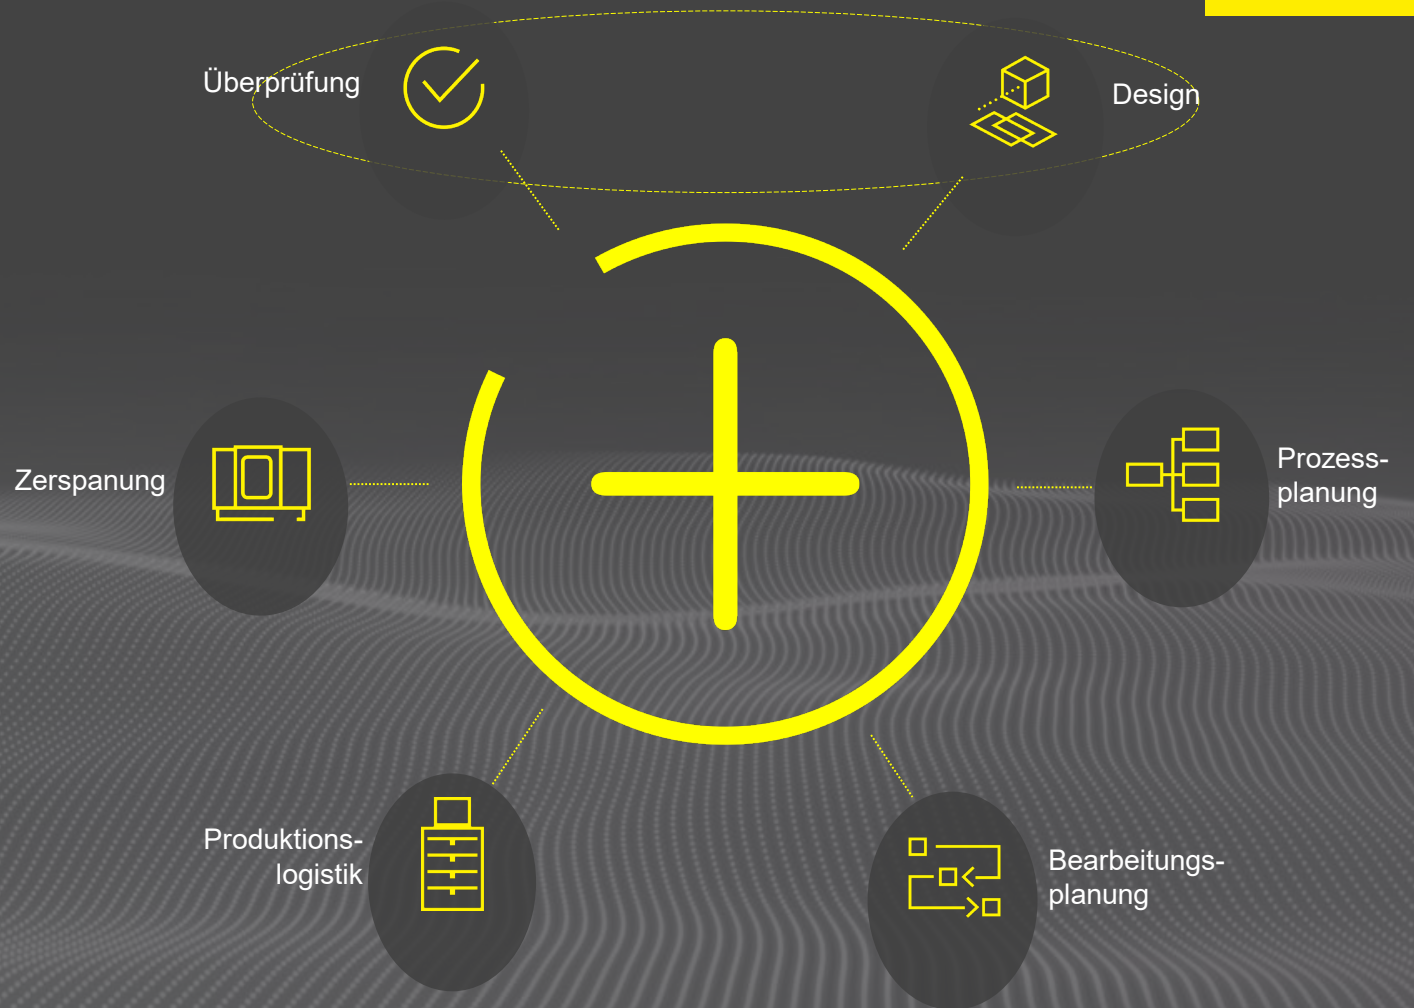 Überprüfung
Design
Zerspanung
Prozess-
planung
Produktions-
logistik
Bearbeitungs-
planung